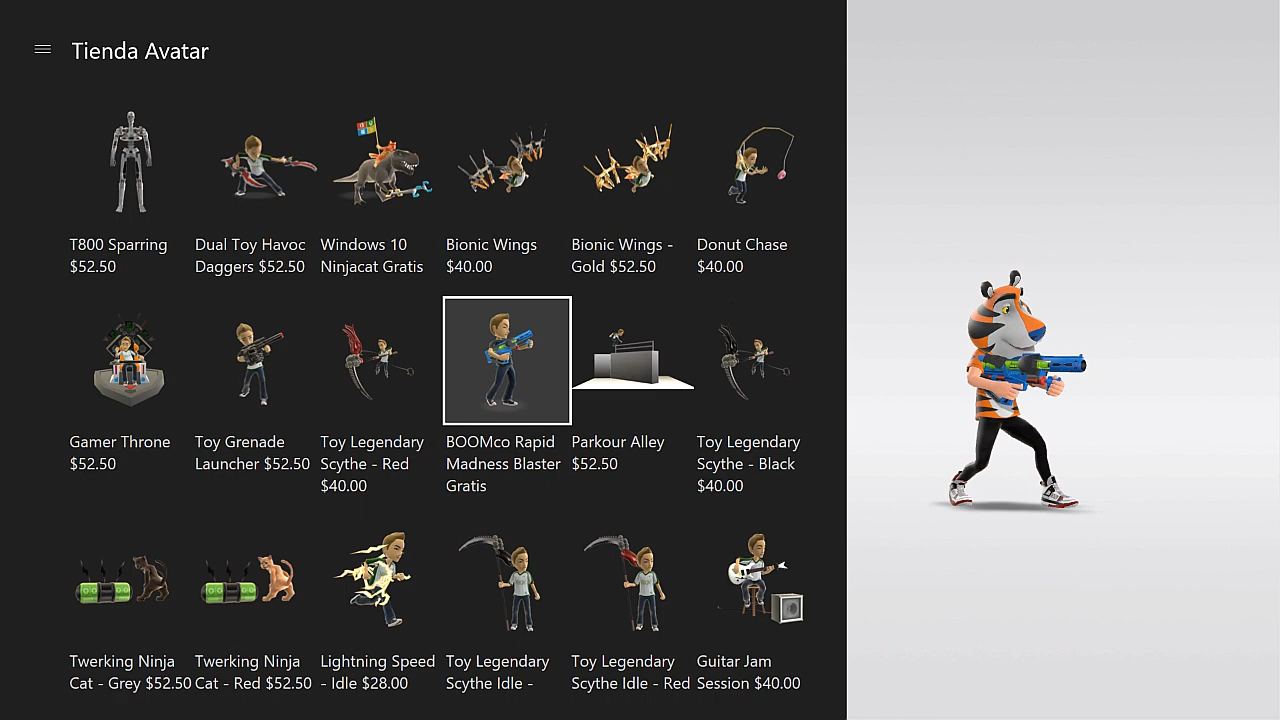 Tienda Avatar
T800 Sparring
$52.50
Dual Toy Havoc
Daggers $52.50
Windows 10
Ninjacat Gratis
Bionic Wings
$40.00
Bionic Wings -
Gold $52.50
Donut Chase
$40.00
Gamer Throne
$52.50
Toy Grenade
Launcher $52.50
Toy Legendary
Scythe - Red
$40.00
BOOMco Rapid
Madness Blaster
Gratis
Parkour Alley
$52.50
Toy Legendary
Scythe - Black
$40.00
Twerking Ninja
Cat - Grey $52.50
Twerking Ninja
Cat - Red $52.50
Lightning Speed
- Idle $28.00
Toy Legendary
Scythe Idle -
Toy Legendary
Scythe Idle - Red
Guitar Jam
Session $40.00